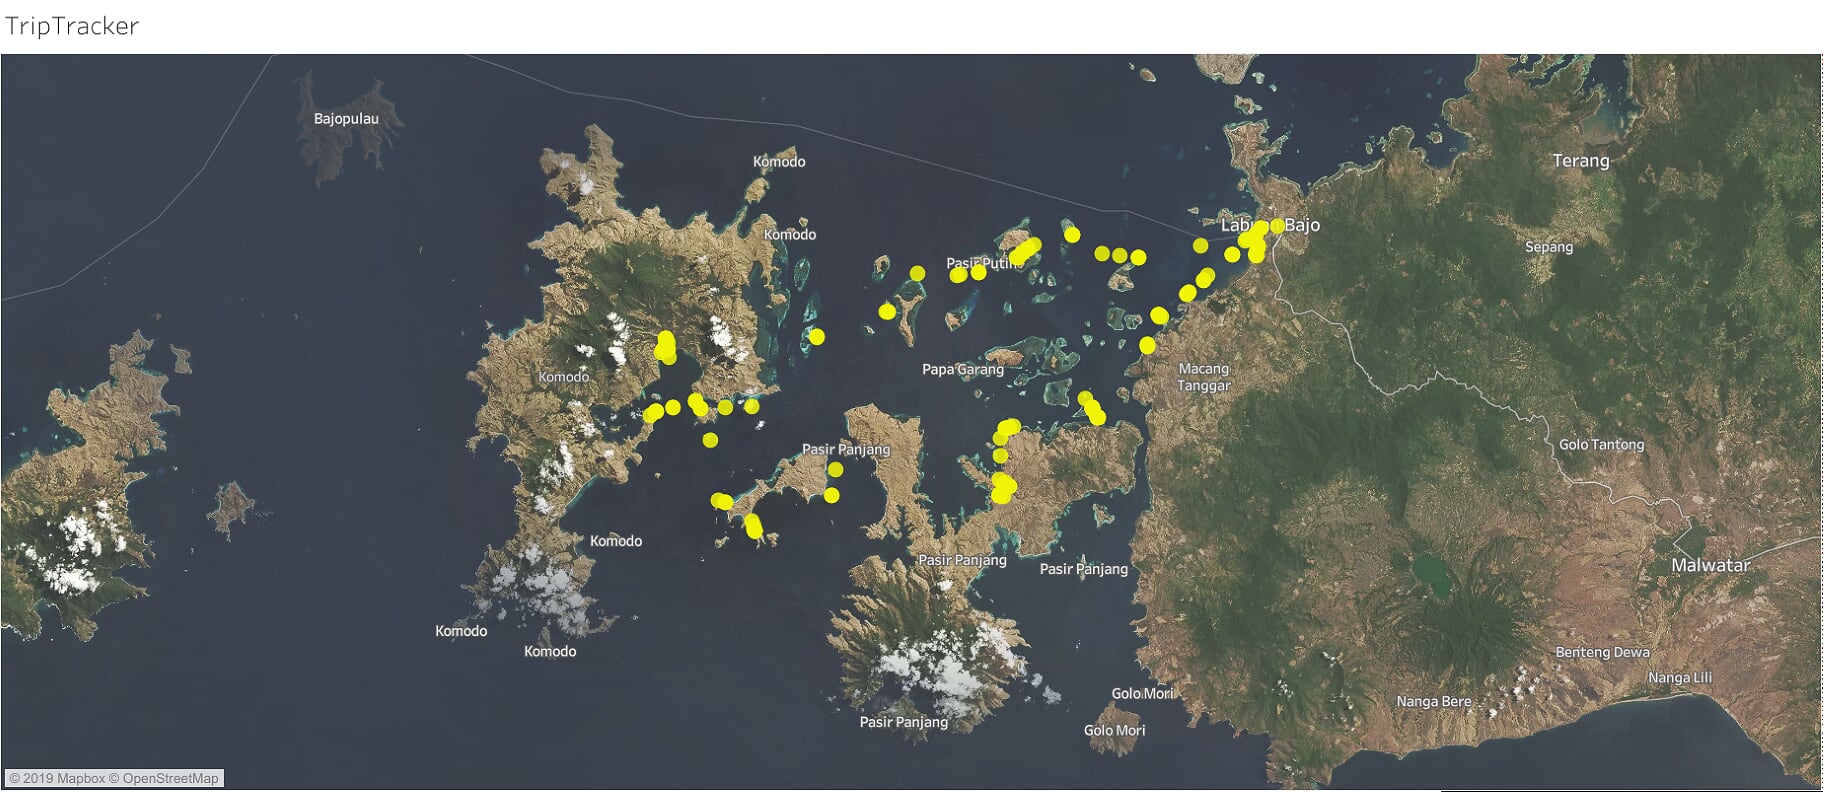 TripTracker
Bajopulau
Komodo
Terang
Labuan Bajo
Komodo
Sepang
Pasir Putih
Papa Garang
Macang
Tanggar
Komodo
Golo Tantong
Pasir Panjang
Komodo
Pasir Panjang
Pasir Panjang
Malwatar
Komodo
Komodo
Benteng Dewa
Nanga Lili
Golo Mori
Nanga Bere
Pasir Panjang
Golo Mori
© 2019 Mapbox © OpenStreetMap